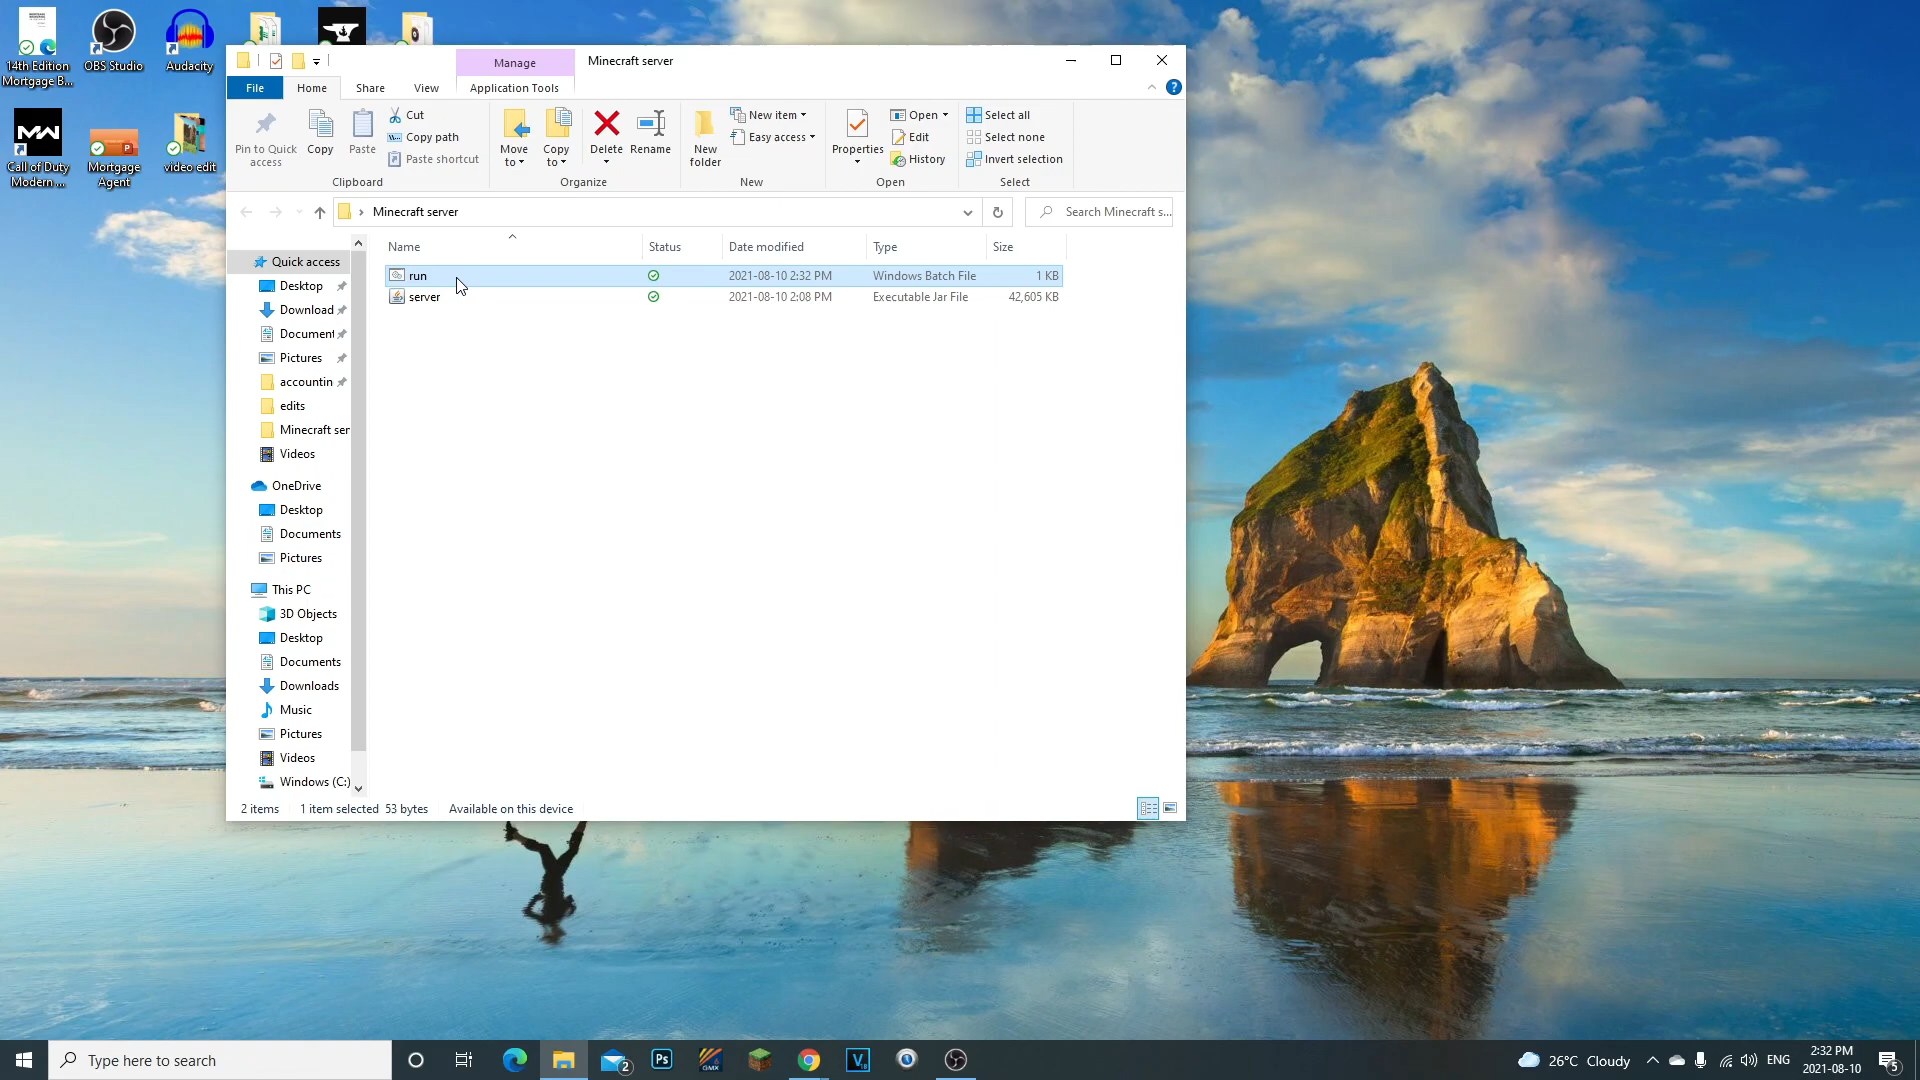 14th Edition
Mortgage B...
OBS Studio
Audacity
Call of Duty
Modern ...
Mortgage
Agent
video edit
Manage
Minecraft server
File
Home
Share
View
Application Tools
Pin to Quick
access
Copy
Paste
Cut
Copy path
Paste shortcut
Clipboard
Move
to
Copy
to
Delete
Rename
Organize
New
folder
New item
Easy access
New
Properties
Open
Edit
History
Open
Select all
Select none
Invert selection
Select
Minecraft server
Search Minecraft s...
Name
Status
Date modified
Type
Size
run
2021-08-10 2:32 PM
Windows Batch File
1 KB
server
2021-08-10 2:08 PM
Executable Jar File
42,605 KB
Quick access
Desktop
Download
Document
Pictures
accountin
edits
Minecraft ser
Videos
OneDrive
Desktop
Documents
Pictures
This PC
3D Objects
Desktop
Documents
Downloads
Music
Pictures
Videos
Windows (C:)
2 items
1 item selected 53 bytes
Available on this device
Type here to search
2
Ps
GMX
V
26°C Cloudy
ENG
2:32 PM
2021-08-10
5